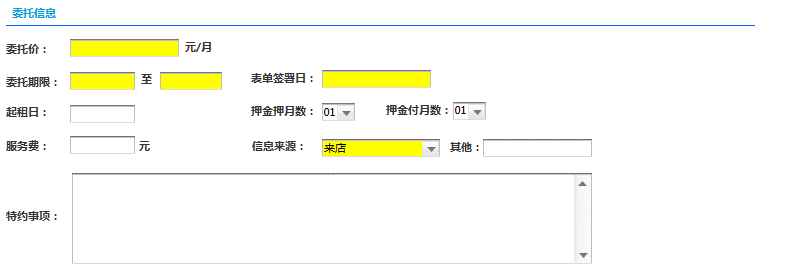 委托信息
委托价： 元/月
委托期限： 至 表单签署日：
起租日： 押金押月数： 01 押金付月数： 01
服务费： 元 信息来源： 来店 其他：
特约事项：